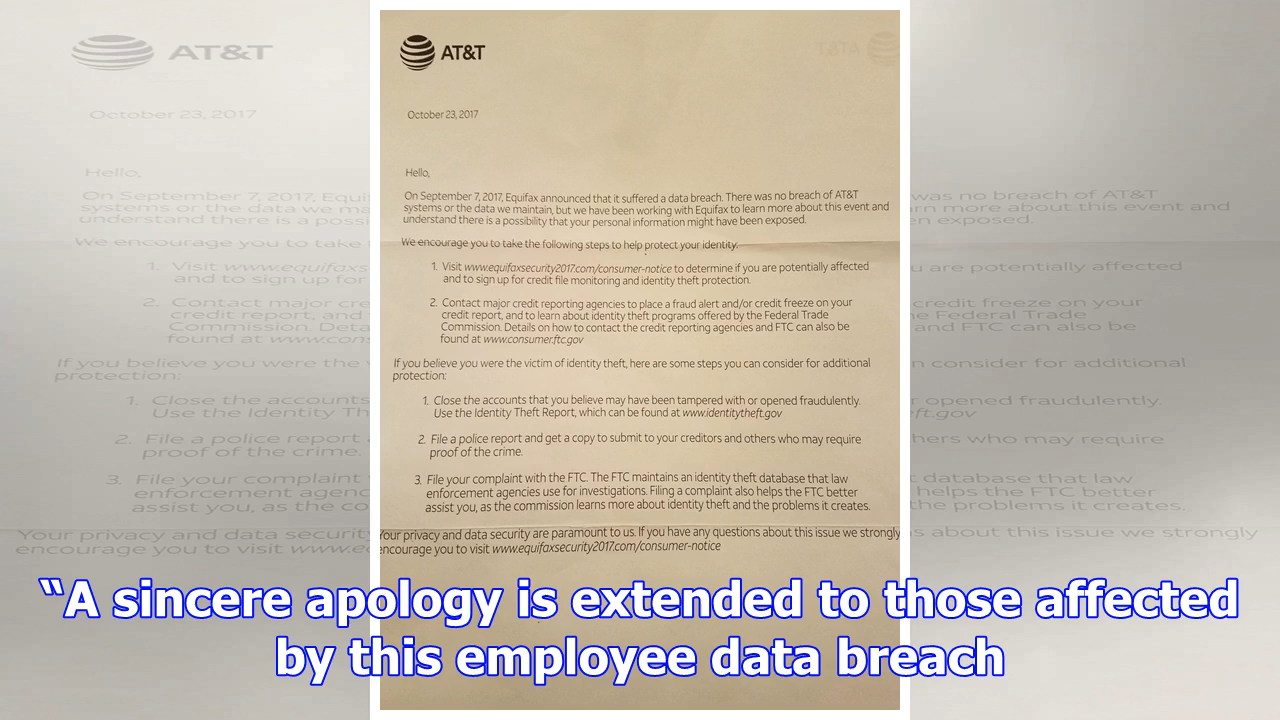 AT&T
October 23, 2017
Hello,
On September 7, 2017, Equifax announced that it suffered a data breach. There was no breach of AT&T
systems or the data we maintain, but we have been working with Equifax to learn more about this event and
understand there is a possibility that your personal information might have been exposed.
We encourage you to take the following steps to help protect your identity:
1. Visit www.equifaxsecurity2017.com/consumer-notice to determine if you are potentially affected
and to sign up for credit file monitoring and identity theft protection.
2. Contact major credit reporting agencies to place a fraud alert and/or credit freeze on your
credit report, and to learn about identity theft programs offered by the Federal Trade
Commission. Details on how to contact the credit reporting agencies and FTC can also be
found at www.consumer.ftc.gov
If you believe you were the victim of identity theft, here are some steps you can consider for additional
protection:
1. Close the accounts that you believe may have been tampered with or opened fraudulently.
Use the Identity Theft Report, which can be found at www.identitytheft.gov
2. File a police report and get a copy to submit to your creditors and others who may require
proof of the crime.
3. File your complaint with the FTC. The FTC maintains an identity theft database that law
enforcement agencies use for investigations. Filing a complaint also helps the FTC better
assist you, as the commission learns more about identity theft and the problems it creates.
Your privacy and data security are paramount to us. If you have any questions about this issue we strongly
encourage you to visit www.equifaxsecurity2017.com/consumer-notice
“A sincere apology is extended to those affected
by this employee data breach